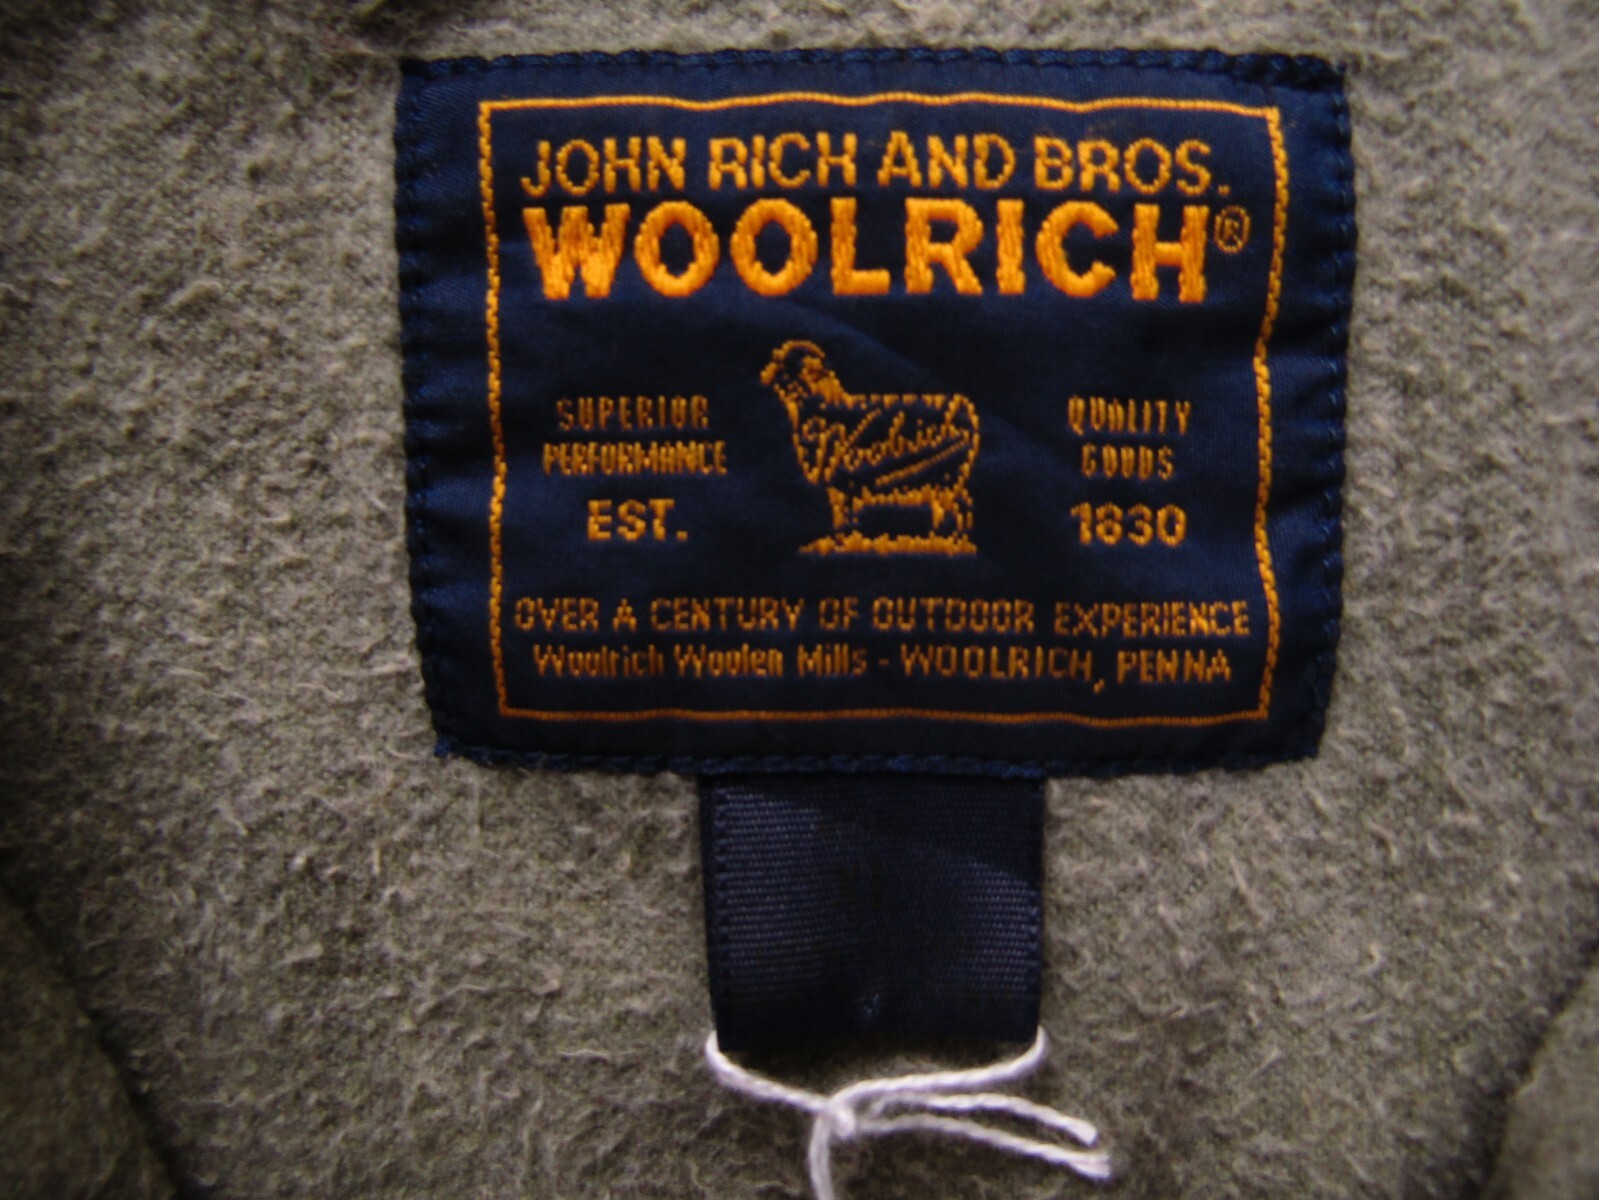 JOHN RICH AND BROS.
WOOLRICH®
SUPERIOR
PERFORMANCE
EST.
Woolrich
QUALITY
GOODS
1830
OVER A CENTURY OF OUTDOOR EXPERIENCE
Woolrich Woolen Mills - WOOLRICH, PENNA